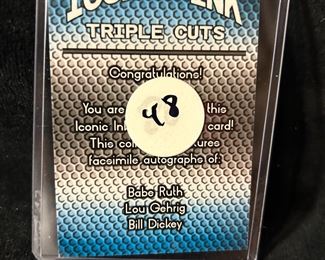 TRIPLE CUTS
Congratulations!
You are this
Iconic Ink card!
This
facsimile autographs of:
Babe Ruth
Lou Gehrig
Bill Dickey
48